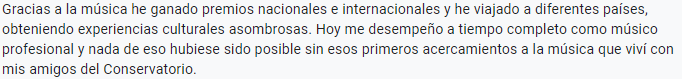 Gracias a la música he ganado premios nacionales e internacionales y he viajado a diferentes países,
obteniendo experiencias culturales asombrosas. Hoy me desempeño a tiempo completo como músico
profesional y nada de eso hubiese sido posible sin esos primeros acercamientos a la música que viví con
mis amigos del Conservatorio.